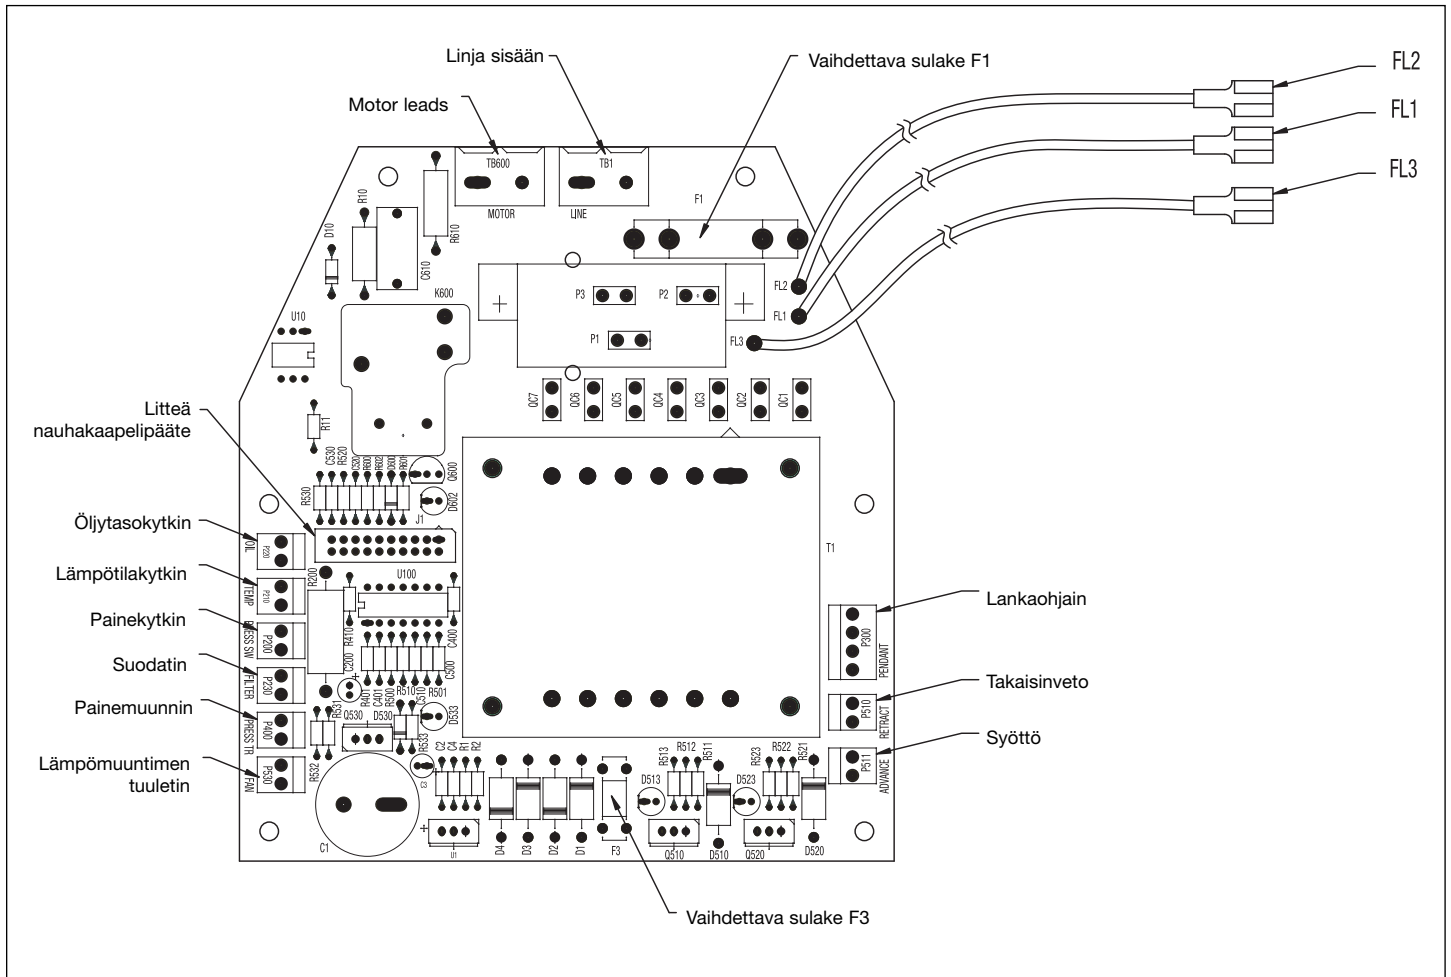 Linja sisään
Vaihdettava sulake F1
FL2
Motor leads
FL1
FL3
TB600
TB1
MOTOR
LINE
F1
R10
D10
R610
C610
K600
U10
P3
P2
P1
FL2
FL1
FL3
QC7
QC6
QC5
QC4
QC3
QC2
QC1
Litteä
nauhakaapelipääte
R11
C530
R520
C520
R600
R602
D600
R601
Q600
R530
D602
J1
T1
Öljytasokytkin
OIL
P220
Lämpötilakytkin
TEMP
P210
R200
U100
Painekytkin
PRESS SW
P200
R410
C400
Lankaohjain
P300
PENDANT
Suodatin
FILTER
P230
C200
R401
C401
R500
R510
C510
R501
C500
Takaisinveto
P510
RETRACT
Painemuunnin
PRESS TR
P400
R531
Q530
D530
D533
R532
R533
Syöttö
P511
ADVANCE
Lämpömuuntimen
tuuletin
FAN
P530
C2
C4
R1
R2
C3
R513
R512
R511
R523
R522
R521
D513
D523
C1
U1
D4
D3
D2
D1
F3
Q510
D510
Q520
D520
Vaihdettava sulake F3